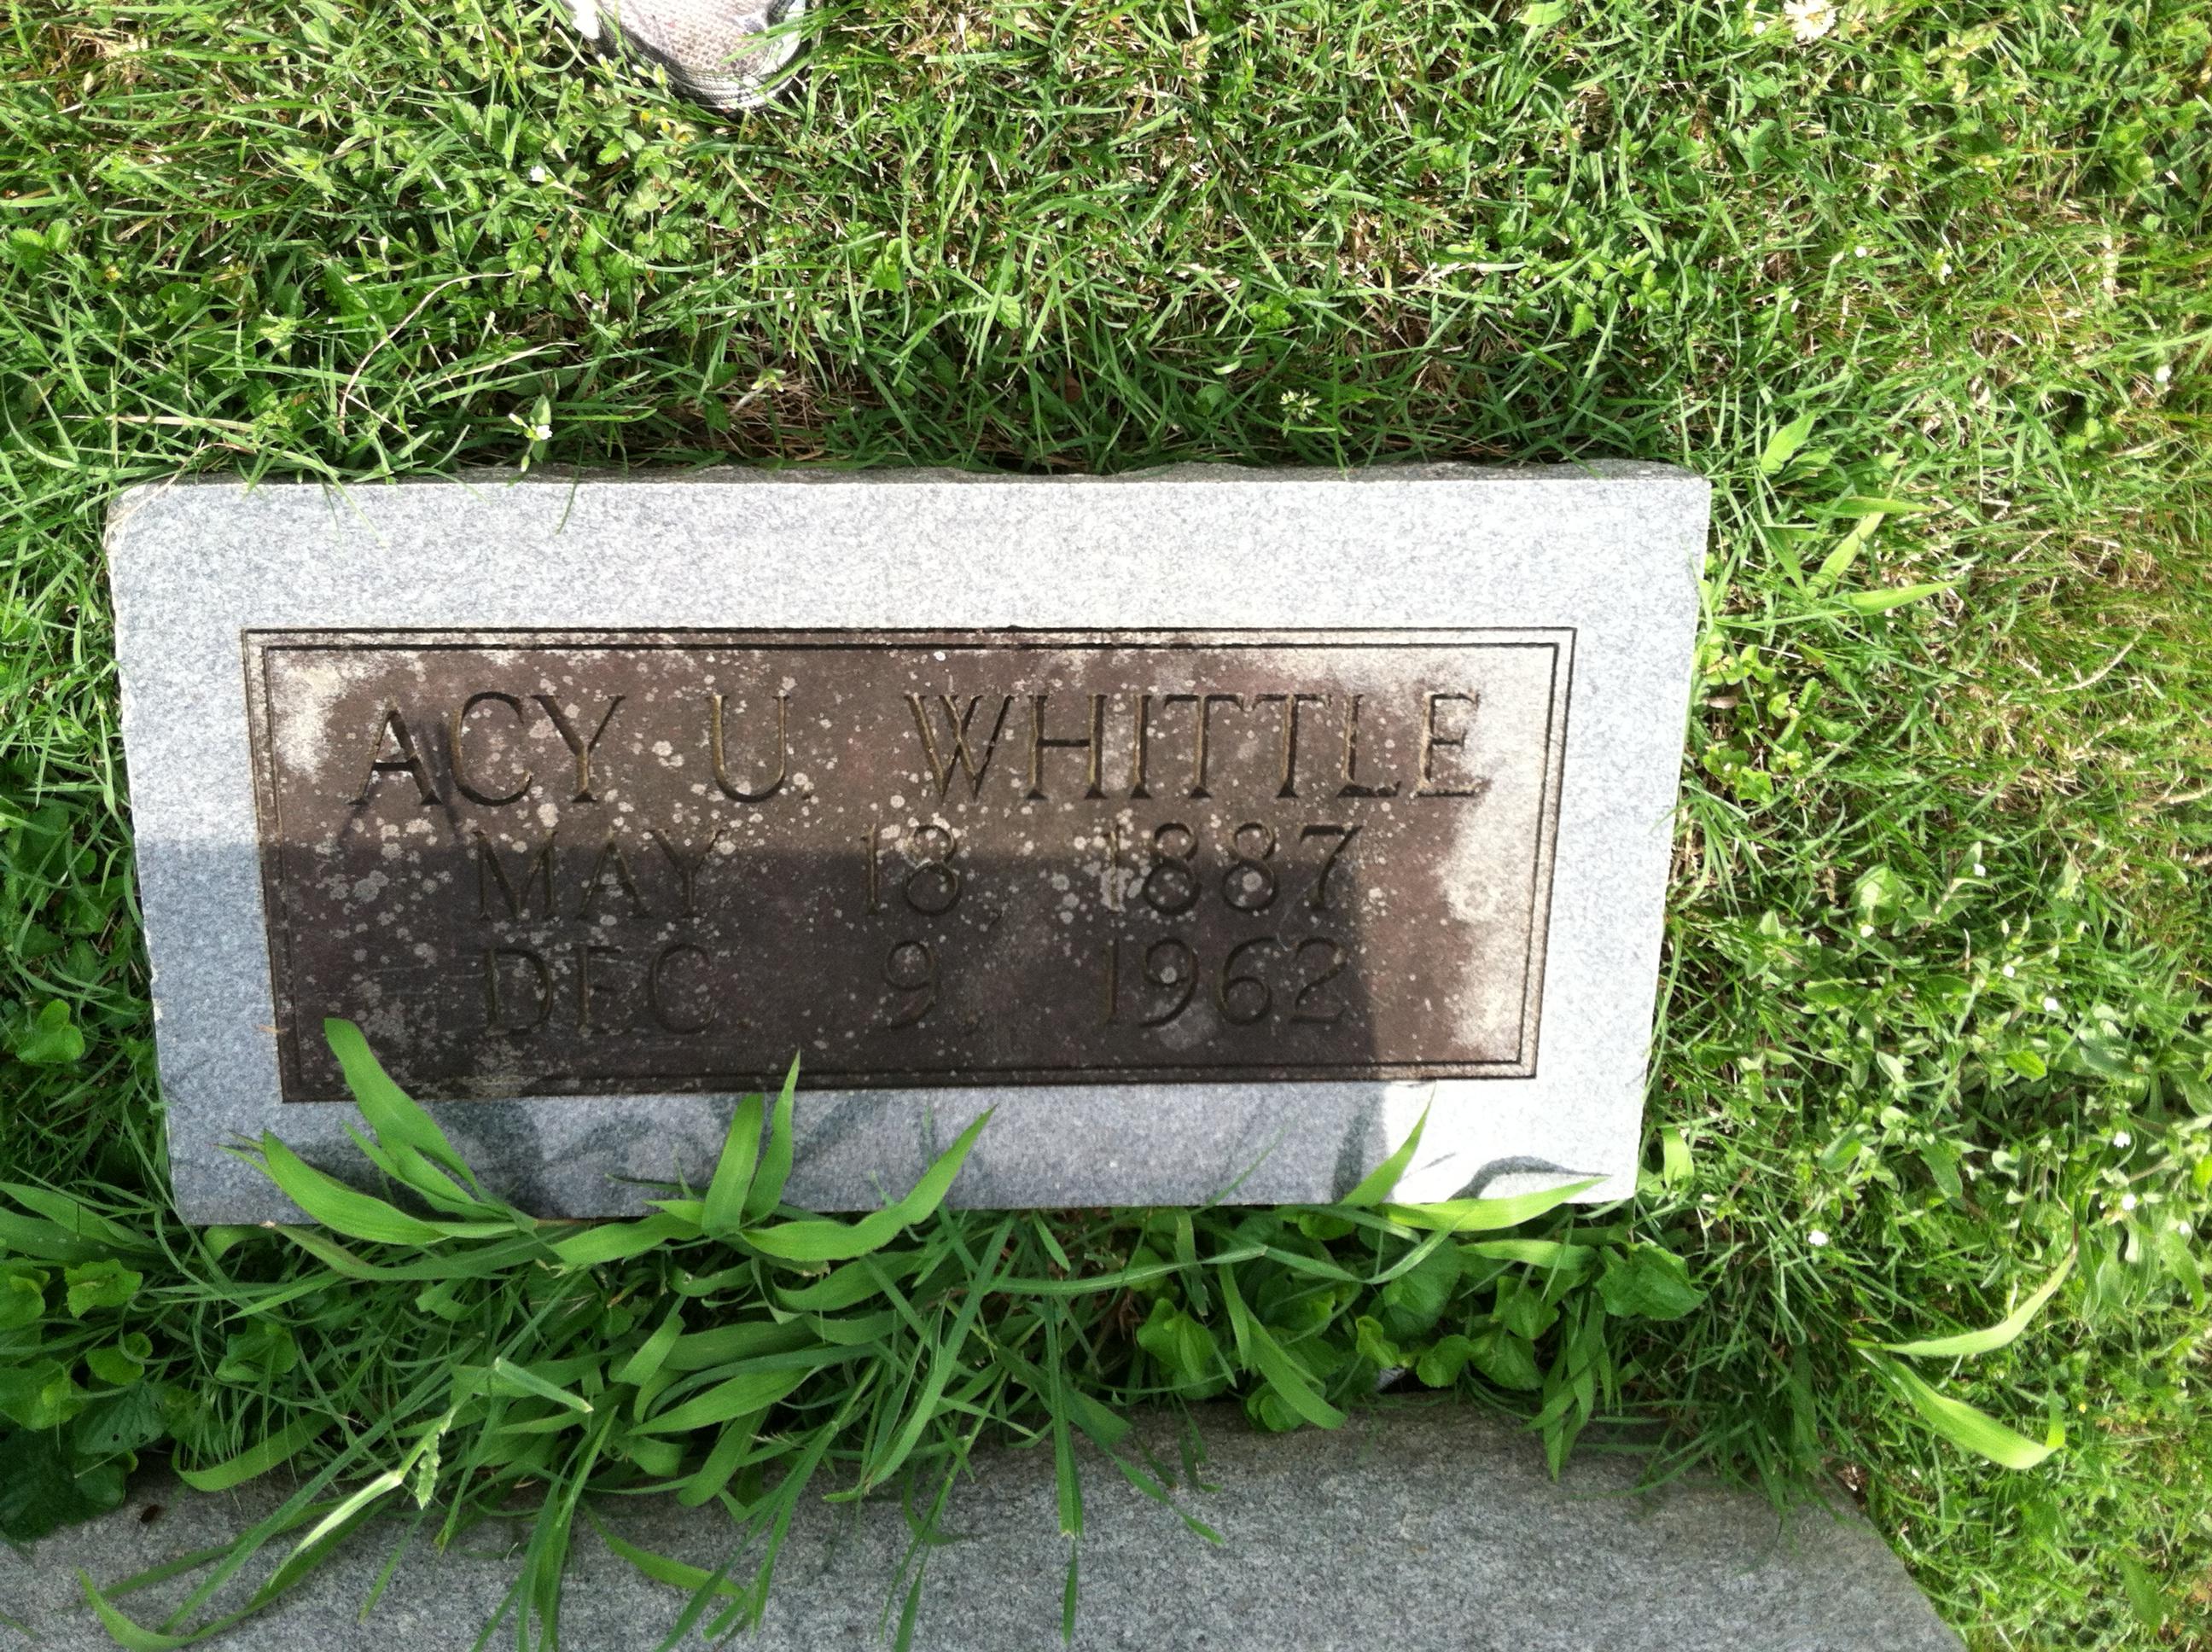 ACY U. WHITTLE
MAY 18, 1887
DEC. 9 1962